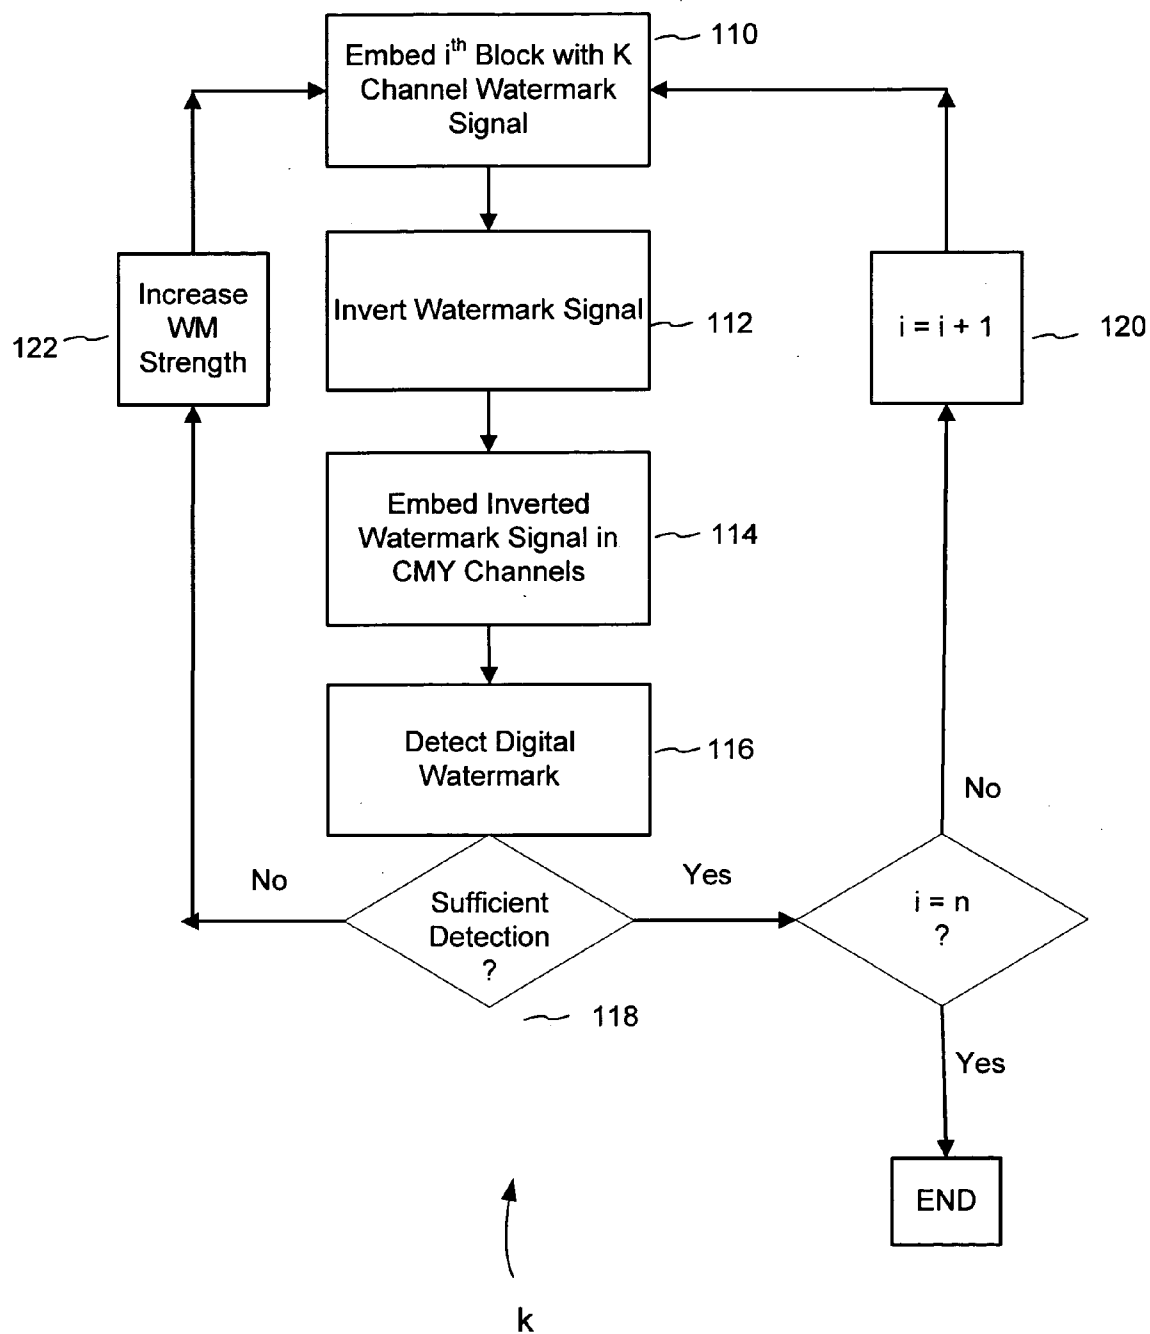 Embed ith Block with K
Channel Watermark
Signal
110
Invert Watermark Signal
112
Increase
WM
Strength
122
i = i + 1
120
Embed Inverted
Watermark Signal in
CMY Channels
114
Detect Digital
Watermark
116
No
Sufficient
Detection
?
118
Yes
i = n
?
No
Yes
END
k